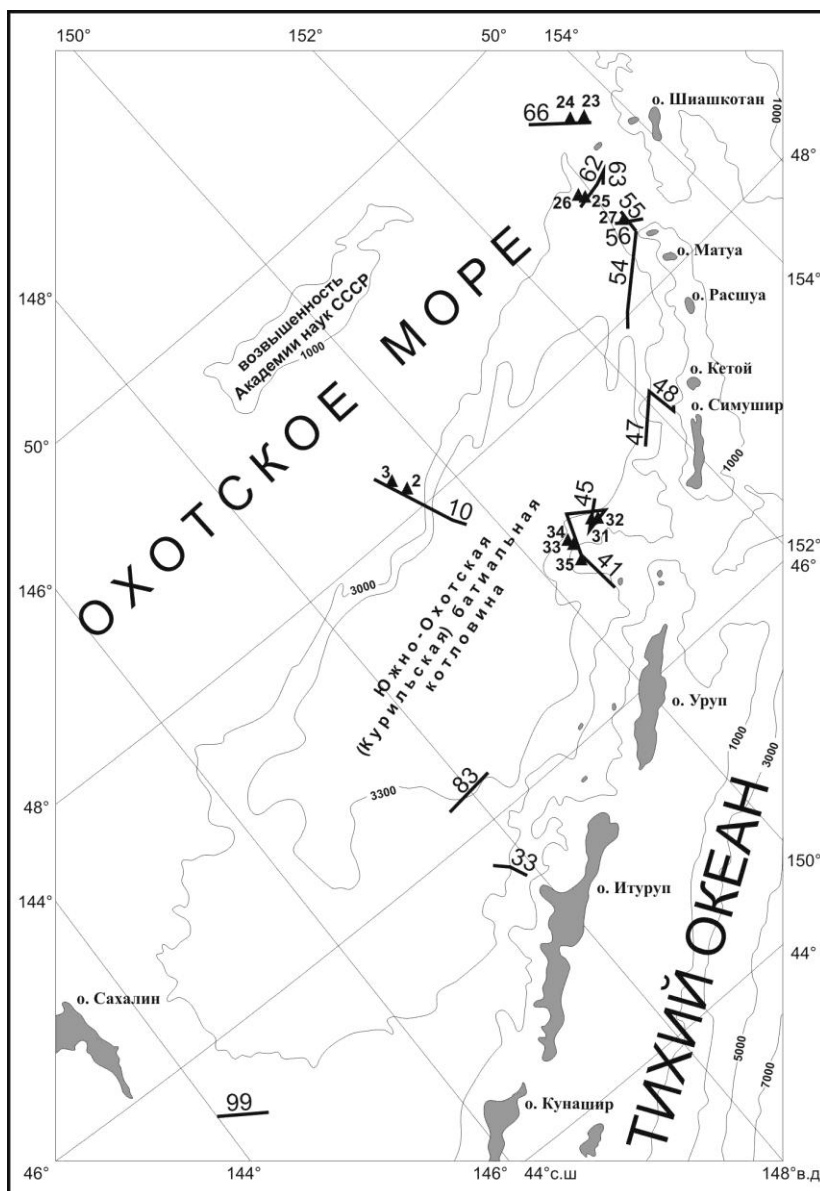 150°
152°
50°
154°
24
23
66
о. Шиашкотан
1000
48°
62
63
26
25
55
27
56
о. Матуа
54
154°
о. Расшуа
возвышенность
Академии наук СССР
1000
148°
ОХОТСКОЕ МОРЕ
о. Кетой
48
о. Симушир
47
1000
50°
3
2
10
45
32
31
34
33
35
41
152°
46°
3000
146°
Южно-Охотская
(Курильская) батиальная
котловина
о. Уруп
1000
3000
83
3300
48°
33
150°
о. Итуруп
144°
44°
ТИХИЙ ОКЕАН
о. Сахалин
5000
7000
99
о. Кунашир
46°
144°
146°
44°с.ш
148°в.д